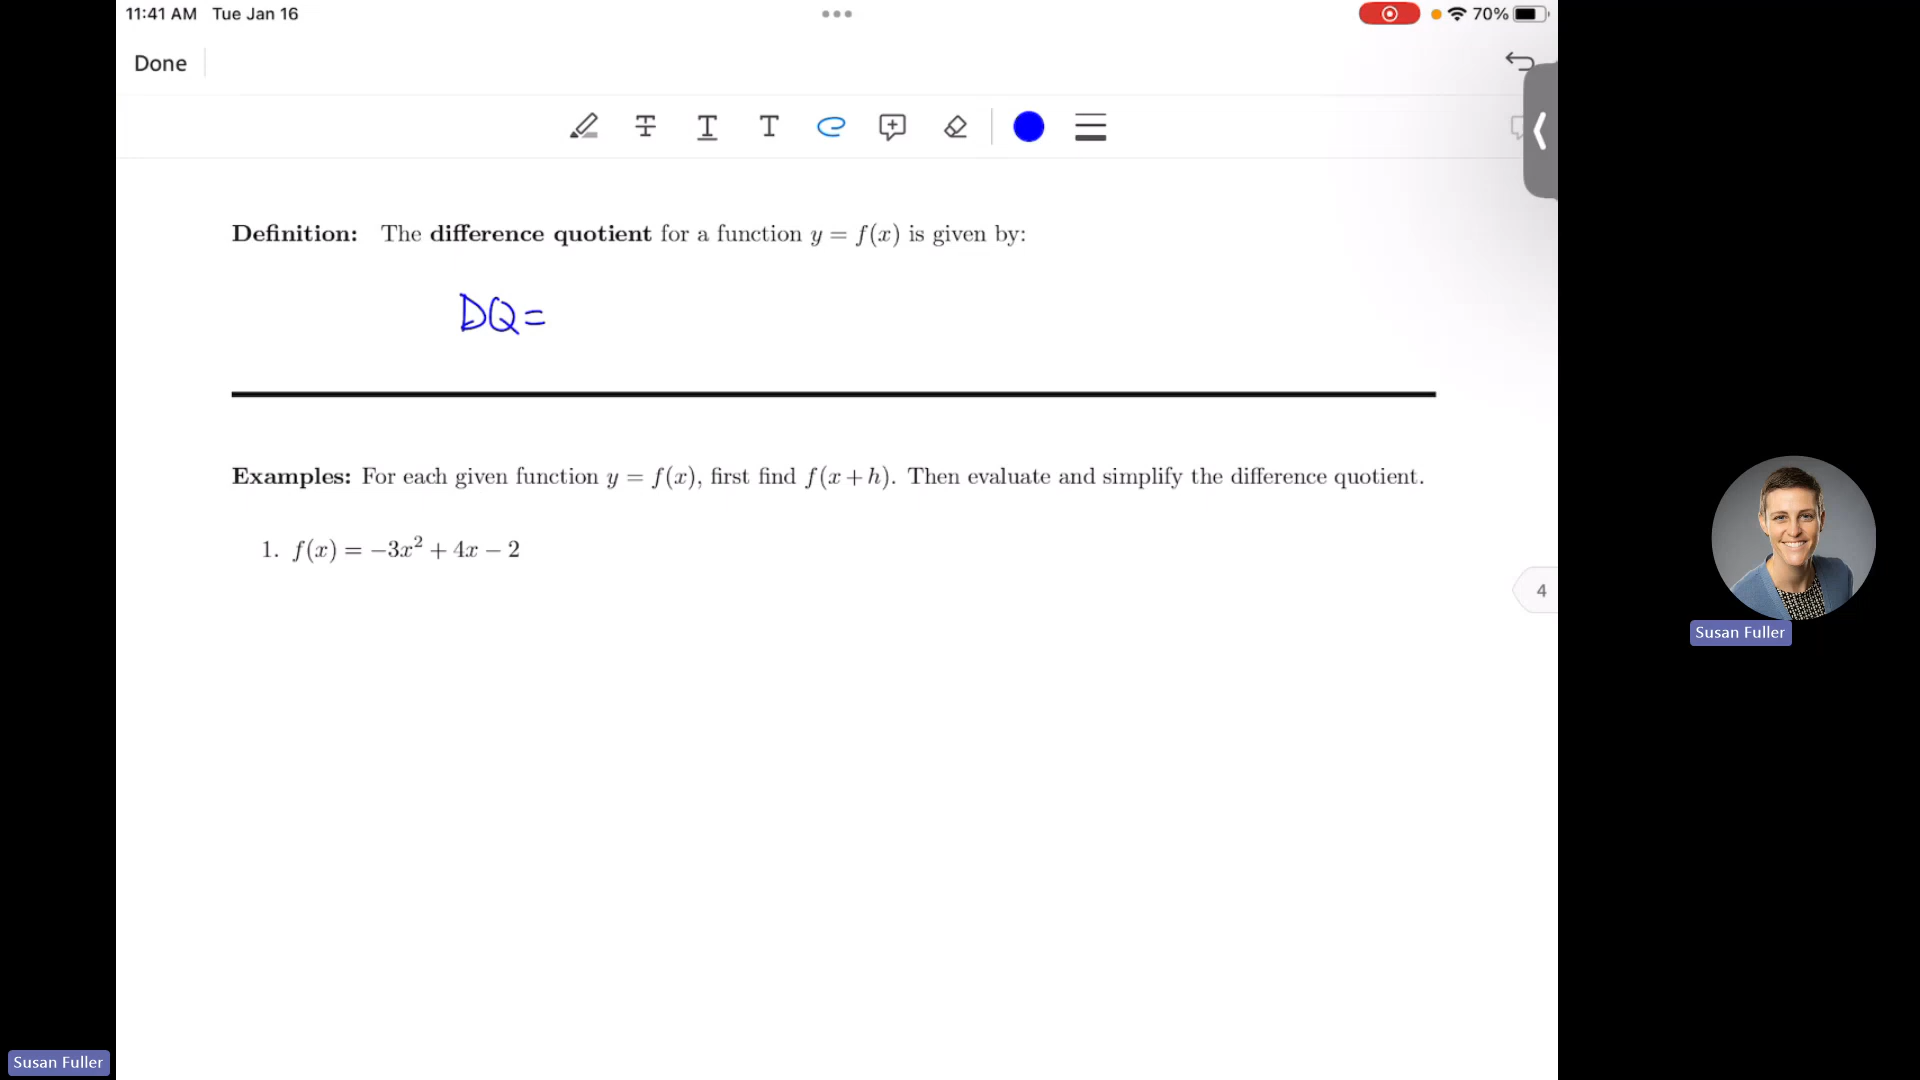 11:41 AM Tue Jan 16
70%
Done
T T T
Definition: The difference quotient for a function y = f(x) is given by:
DQ=
Examples: For each given function y = f(x), first find f(x + h). Then evaluate and simplify the difference quotient.
1. f(x) = −3x² + 4x − 2
4
Susan Fuller
Susan Fuller